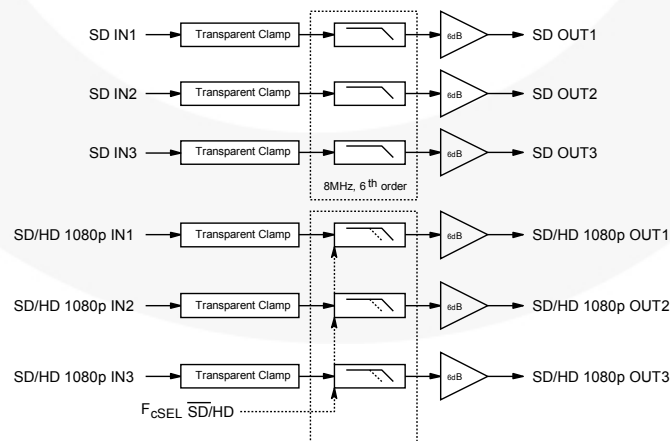 SD IN1 Transparent Clamp 6dB SD OUT1
SD IN2 Transparent Clamp 6dB SD OUT2
SD IN3 Transparent Clamp 6dB SD OUT3
8MHz, 6th order
SD/HD 1080p IN1 Transparent Clamp 6dB SD/HD 1080p OUT1
SD/HD 1080p IN2 Transparent Clamp 6dB SD/HD 1080p OUT2
SD/HD 1080p IN3 Transparent Clamp 6dB SD/HD 1080p OUT3
FcSEL S̅D̅/HD